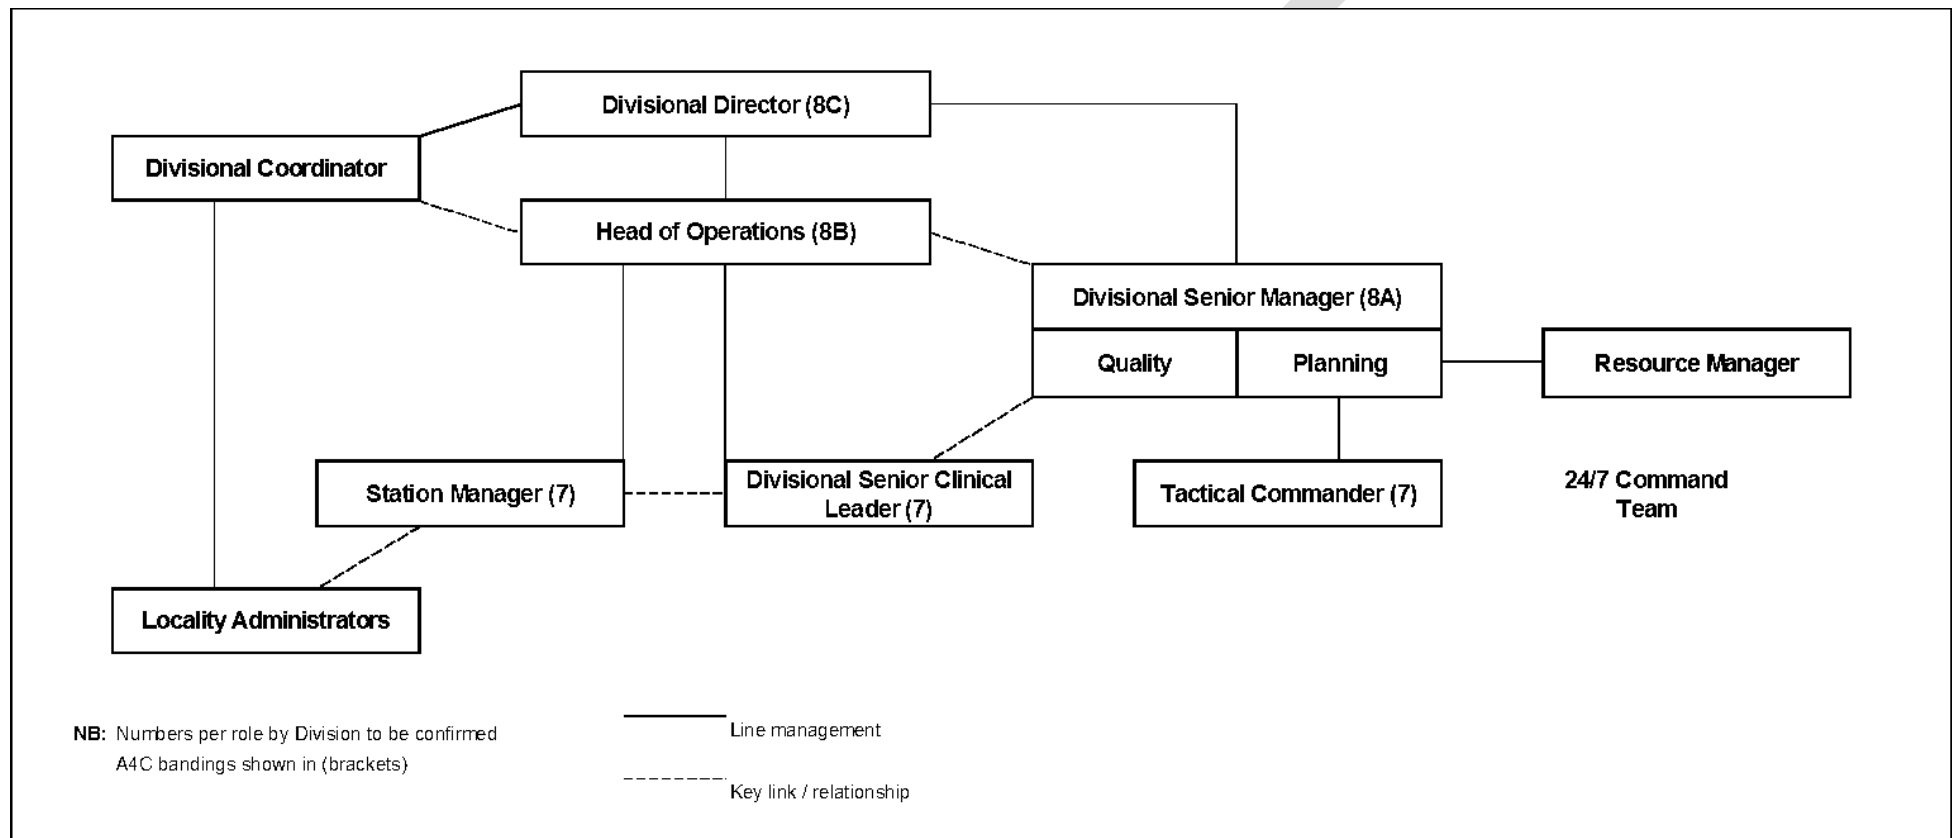 Divisional Director (8C)
Divisional Coordinator
Head of Operations (8B)
Divisional Senior Manager (8A)
Quality
Planning
Resource Manager
Station Manager (7)
Divisional Senior Clinical
Leader (7)
Tactical Commander (7)
24/7 Command
Team
Locality Administrators
NB: Numbers per role by Division to be confirmed
A4C bandings shown in (brackets)
Line management
Key link / relationship